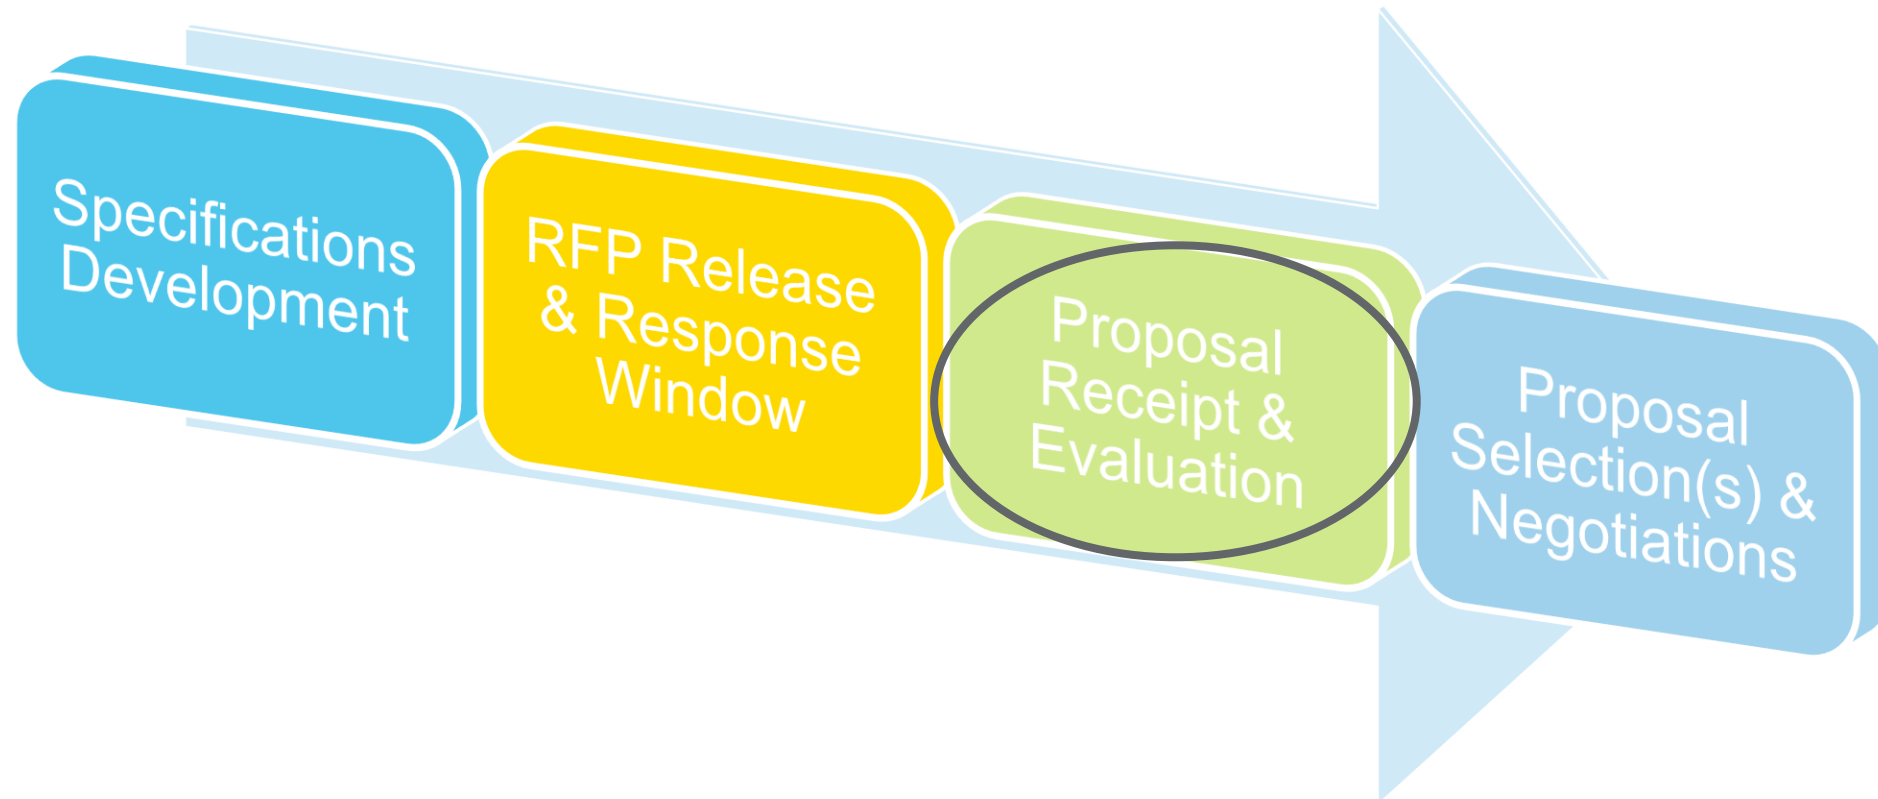 Specifications
Development
RFP Release
& Response
Window
Proposal
Receipt &
Evaluation
Proposal
Selection(s) &
Negotiations